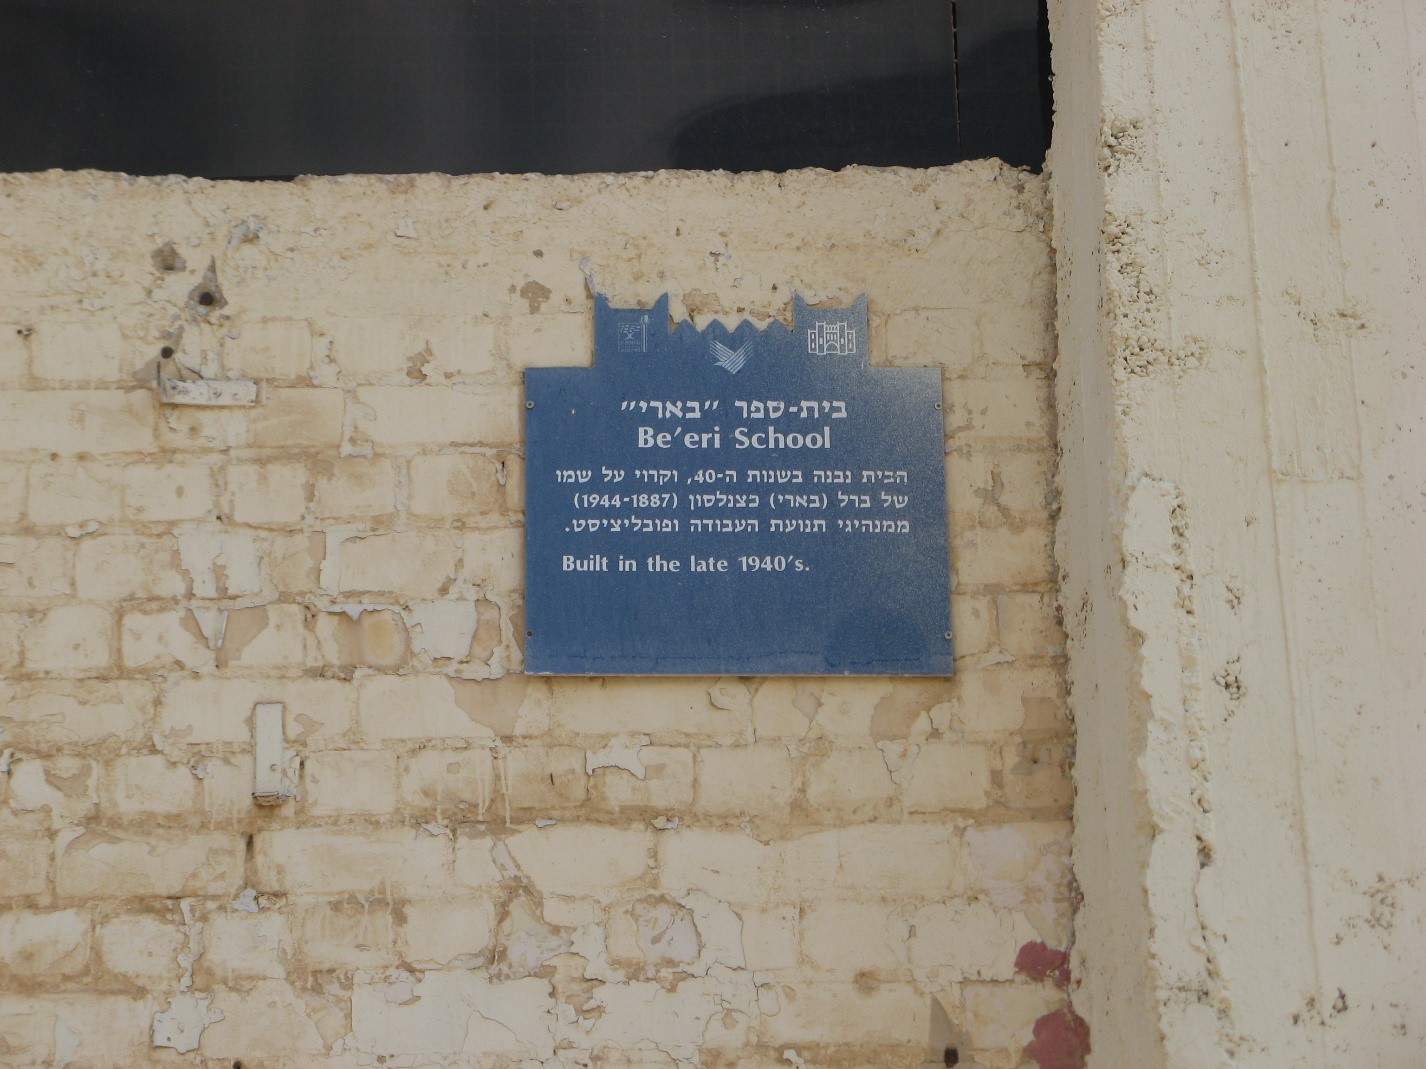 בית-ספר "בארי"
Be'eri School
הבית נבנה בשנות ה-40, וקרוי על שמו
של ברל (בארי) כצנלסון (1944-1887)
ממנהיגי תנועת העבודה ופובליציסט.
Built in the late 1940's.